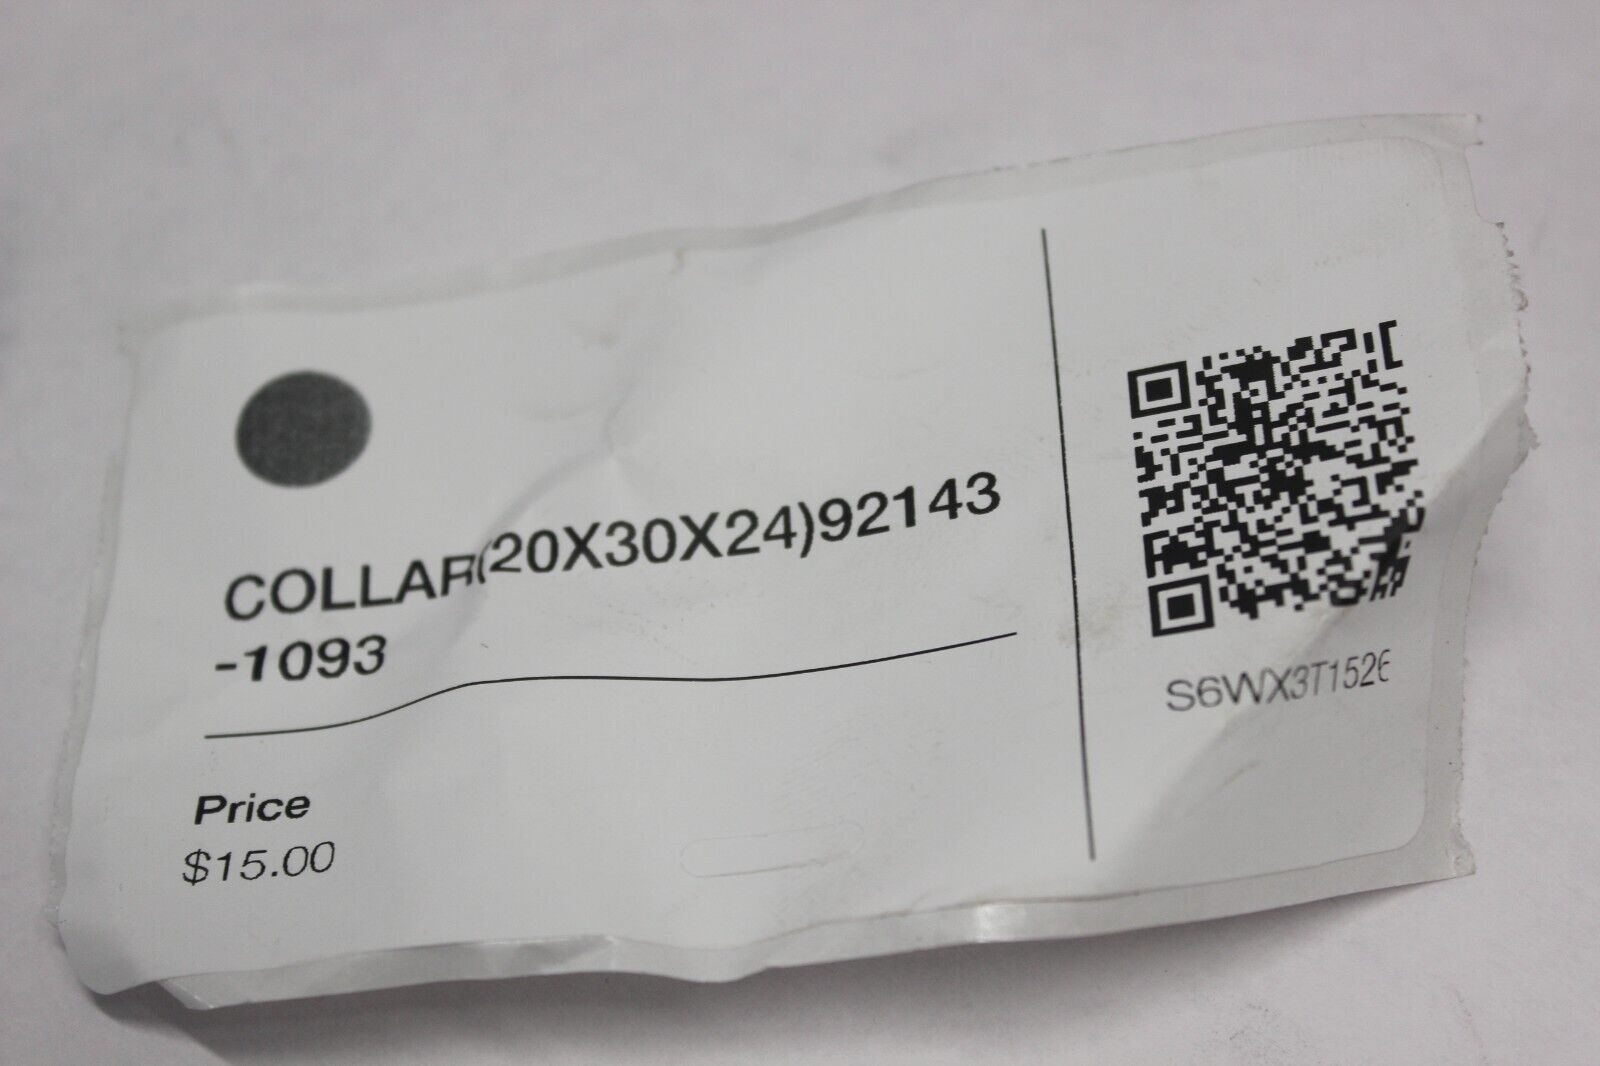 COLLAR(20X30X24)92143
-1093
Price
$15.00
S6WX3T1526